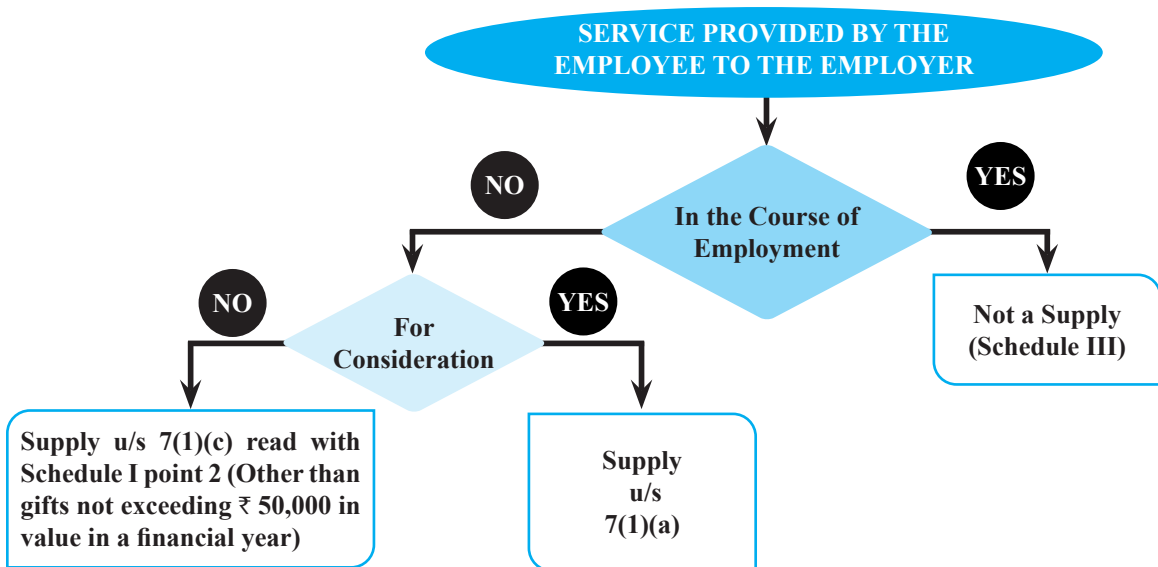 SERVICE PROVIDED BY THE
EMPLOYEE TO THE EMPLOYER
NO
YES
In the Course of
Employment
NO
YES
For
Consideration
Not a Supply
(Schedule III)
Supply u/s 7(1)(c) read with
Schedule I point 2 (Other than
gifts not exceeding ₹ 50,000 in
value in a financial year)
Supply
u/s
7(1)(a)